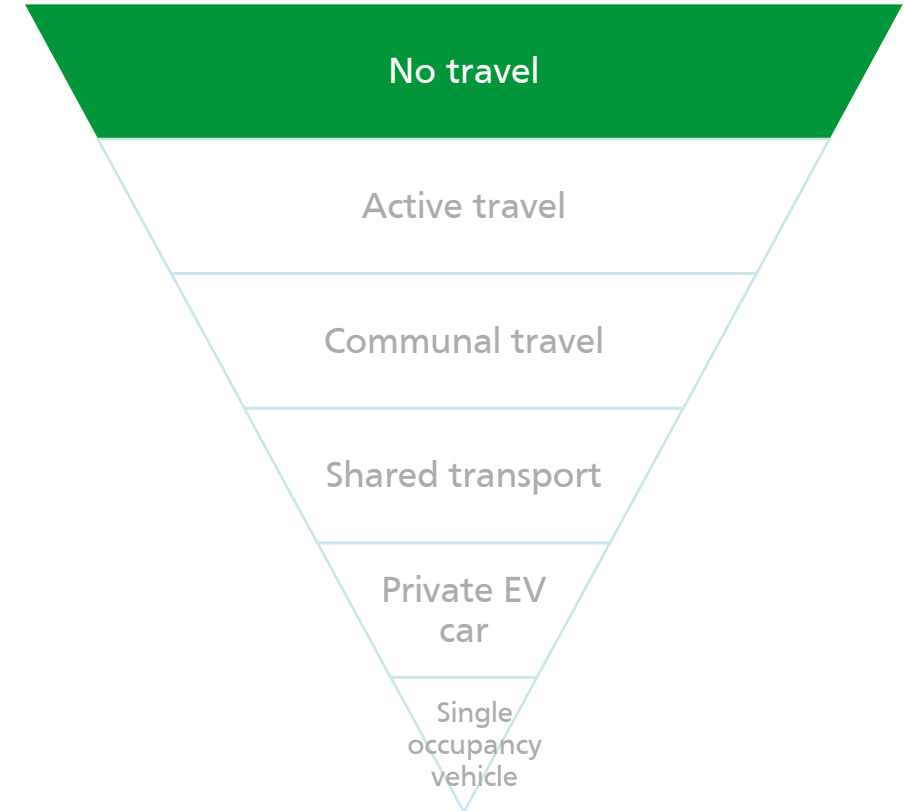 No travel
Active travel
Communal travel
Shared transport
Private EV
car
Single
occupancy
vehicle